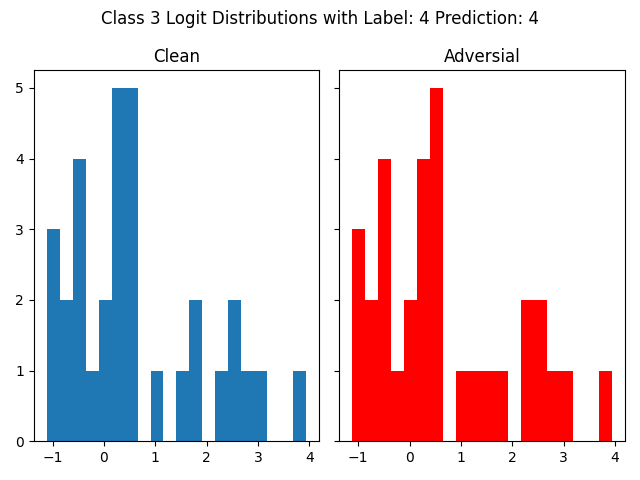 Class 3 Logit Distributions with Label: 4 Prediction: 4
Clean
Adversial
5
4
3
2
1
0
−1 0 1 2 3 4
−1 0 1 2 3 4